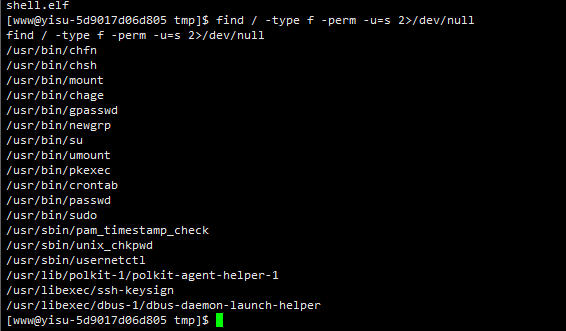 shell.elf
[www@yisu-5d9017d06d805 tmp]$ find / -type f -perm -u=s 2>/dev/null
find / -type f -perm -u=s 2>/dev/null
/usr/bin/chfn
/usr/bin/chsh
/usr/bin/mount
/usr/bin/chage
/usr/bin/gpasswd
/usr/bin/newgrp
/usr/bin/su
/usr/bin/umount
/usr/bin/pkexec
/usr/bin/crontab
/usr/bin/passwd
/usr/bin/sudo
/usr/sbin/pam_timestamp_check
/usr/sbin/unix_chkpwd
/usr/sbin/usernetctl
/usr/lib/polkit-1/polkit-agent-helper-1
/usr/libexec/ssh-keysign
/usr/libexec/dbus-1/dbus-daemon-launch-helper
[www@yisu-5d9017d06d805 tmp]$